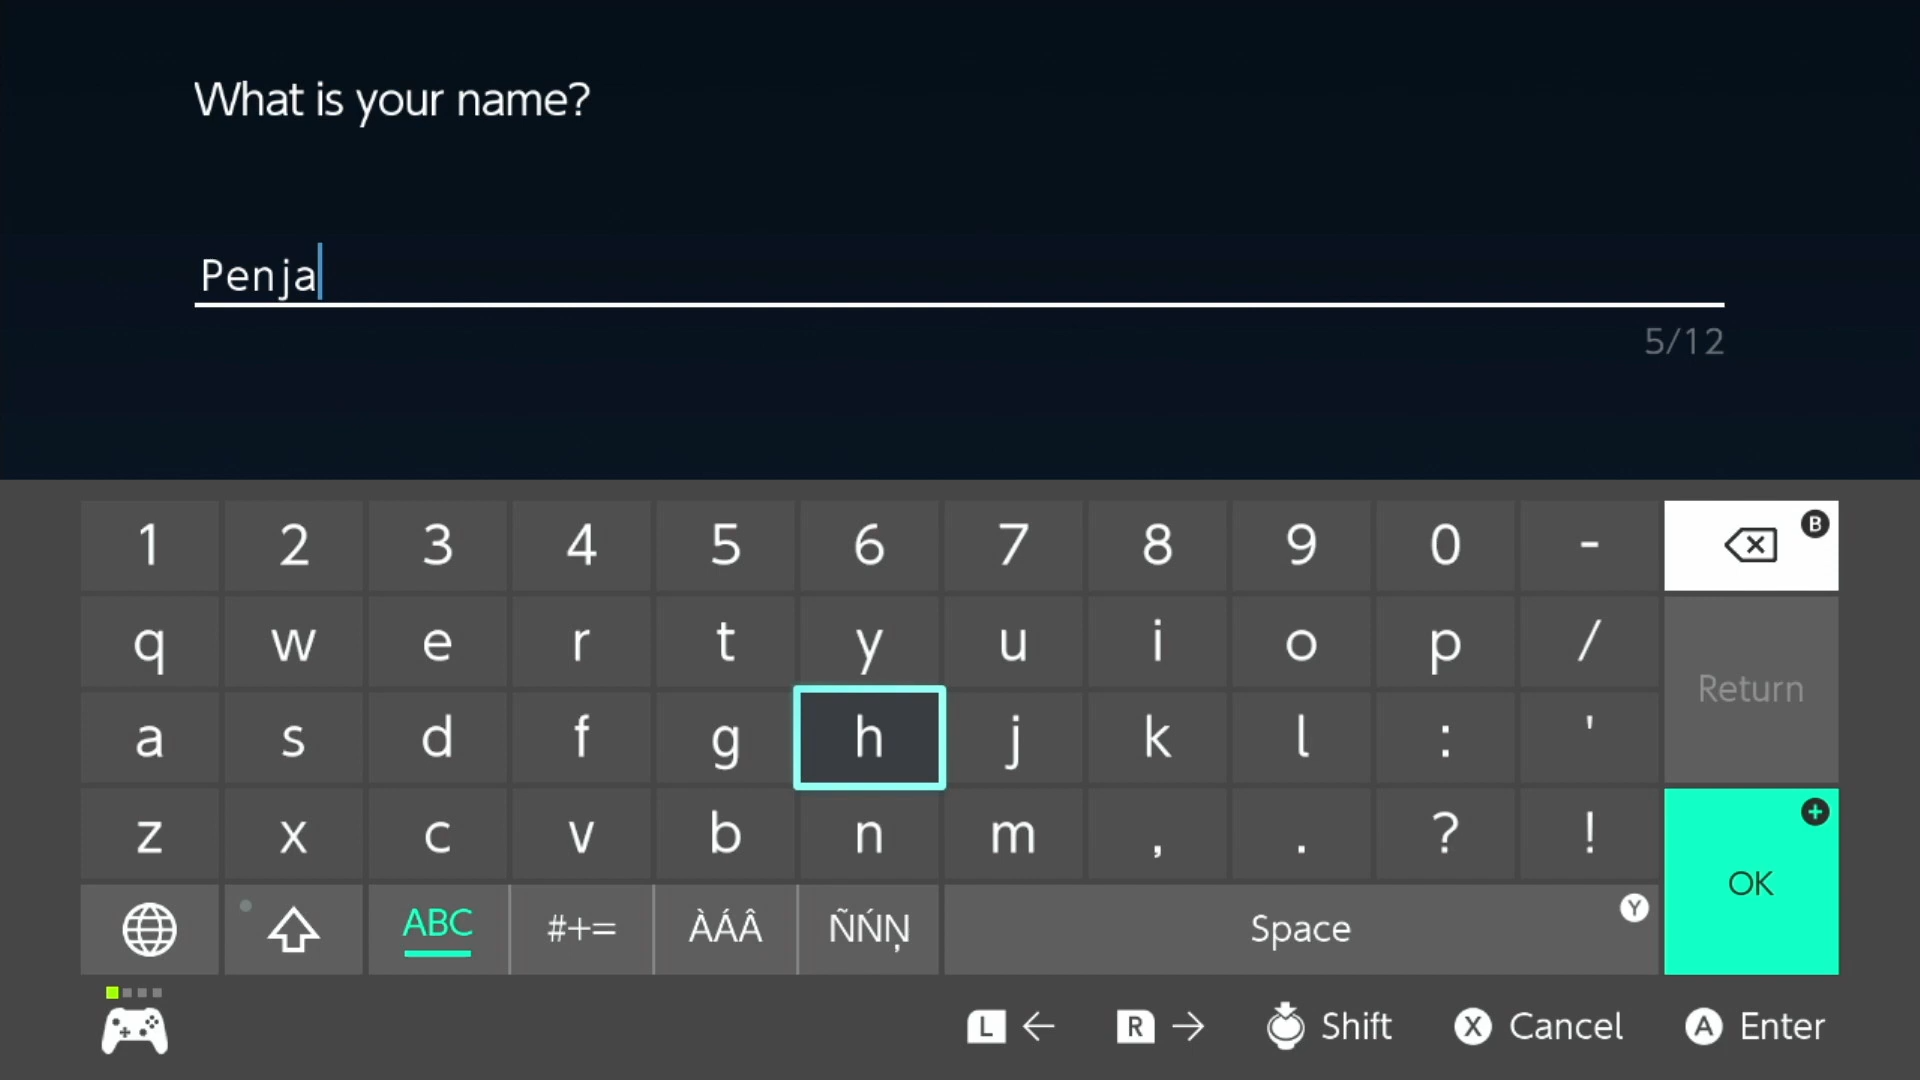 What is your name?
Penja
5/12
1 2 3 4 5 6 7 8 9 0 - B
q w e r t y u i o p / Return
a s d f g h j k l : '
z x c v b n m , . ? ! + OK
ABC #+= ÀÁÂ ÑŃŅ Space Y
L ← R → Shift X Cancel A Enter